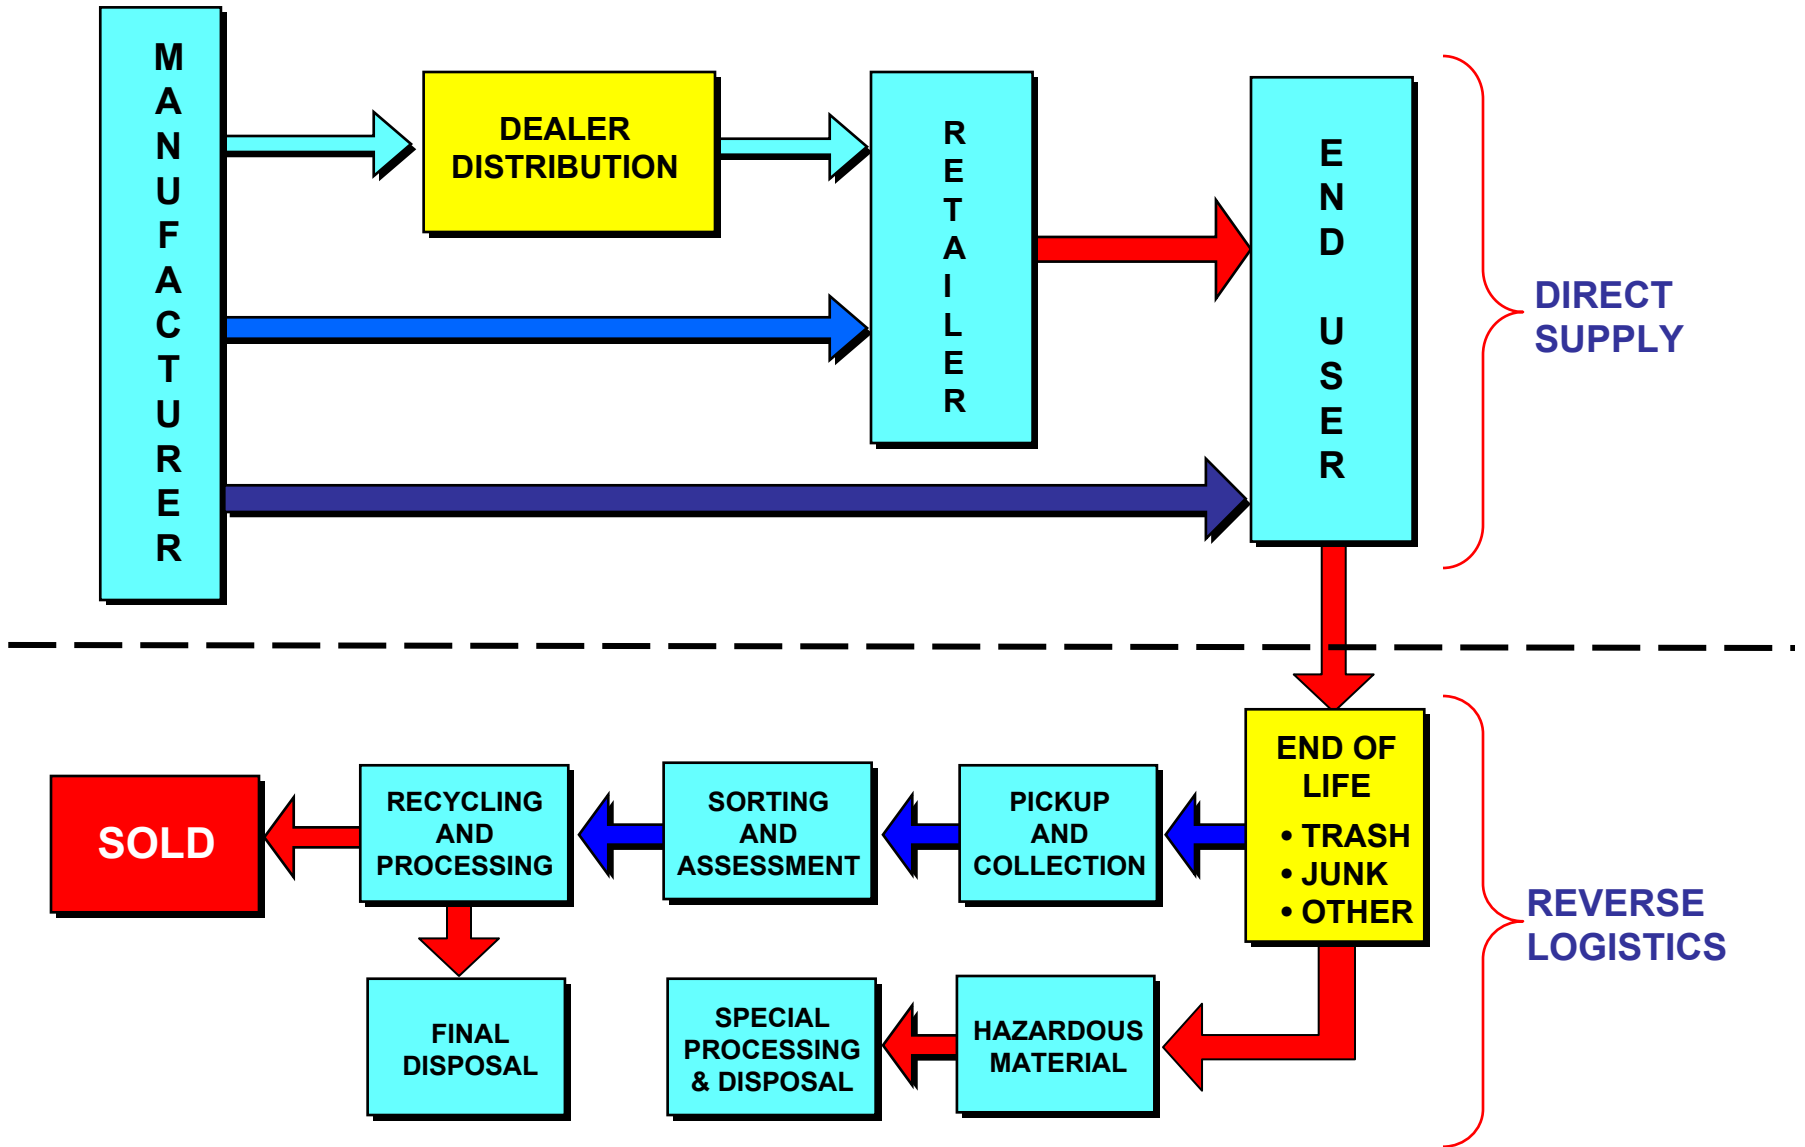 MANUFACTURER
DEALER
DISTRIBUTION
RETAILER
END USER
DIRECT
SUPPLY
END OF
LIFE
• TRASH
• JUNK
• OTHER
PICKUP
AND
COLLECTION
SORTING
AND
ASSESSMENT
RECYCLING
AND
PROCESSING
SOLD
REVERSE
LOGISTICS
FINAL
DISPOSAL
SPECIAL
PROCESSING
& DISPOSAL
HAZARDOUS
MATERIAL